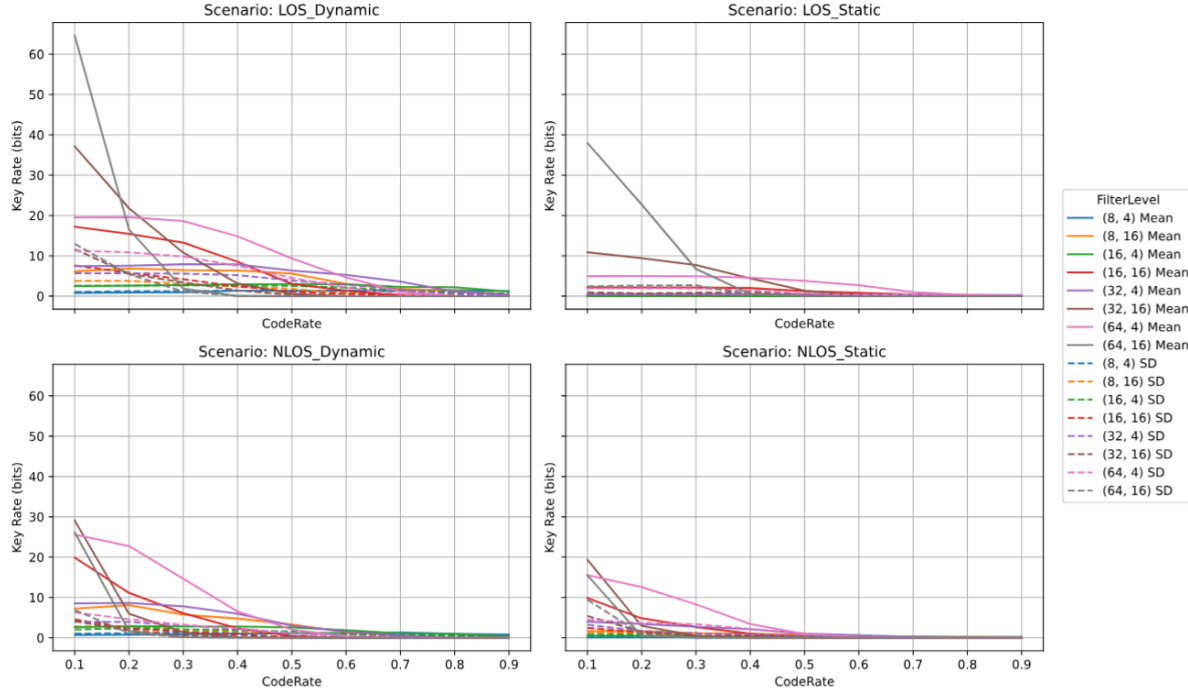 Scenario: LOS_Dynamic
Key Rate (bits)
60
50
40
30
20
10
0
CodeRate
Scenario: LOS_Static
Key Rate (bits)
CodeRate
Scenario: NLOS_Dynamic
Key Rate (bits)
60
50
40
30
20
10
0
0.1 0.2 0.3 0.4 0.5 0.6 0.7 0.8 0.9
CodeRate
Scenario: NLOS_Static
Key Rate (bits)
0.1 0.2 0.3 0.4 0.5 0.6 0.7 0.8 0.9
CodeRate
FilterLevel
(8, 4) Mean
(8, 16) Mean
(16, 4) Mean
(16, 16) Mean
(32, 4) Mean
(32, 16) Mean
(64, 4) Mean
(64, 16) Mean
(8, 4) SD
(8, 16) SD
(16, 4) SD
(16, 16) SD
(32, 4) SD
(32, 16) SD
(64, 4) SD
(64, 16) SD